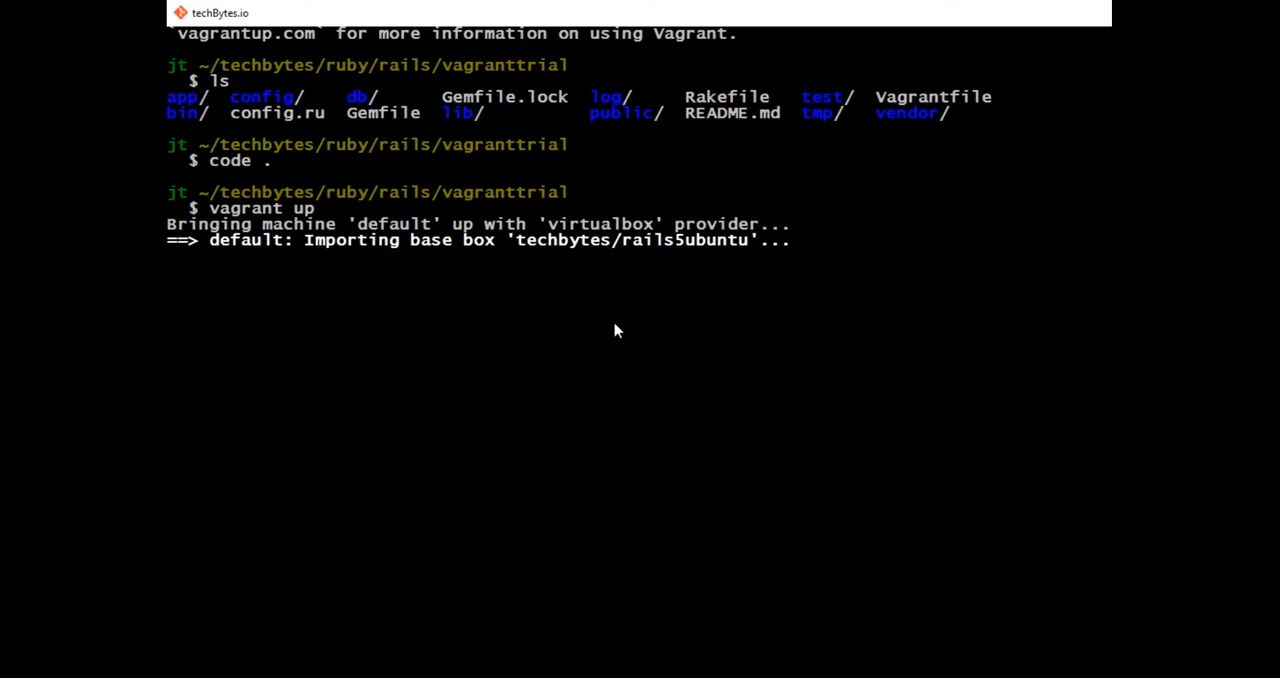 techBytes.io
`vagrantup.com` for more information on using Vagrant.
jt ~/techbytes/ruby/rails/vagranttrial
$ ls
app/ config/ db/ Gemfile.lock log/ Rakefile test/ Vagrantfile
bin/ config.ru Gemfile lib/ public/ README.md tmp/ vendor/
jt ~/techbytes/ruby/rails/vagranttrial
$ code .
jt ~/techbytes/ruby/rails/vagranttrial
$ vagrant up
Bringing machine 'default' up with 'virtualbox' provider...
==> default: Importing base box 'techbytes/rails5ubuntu'...